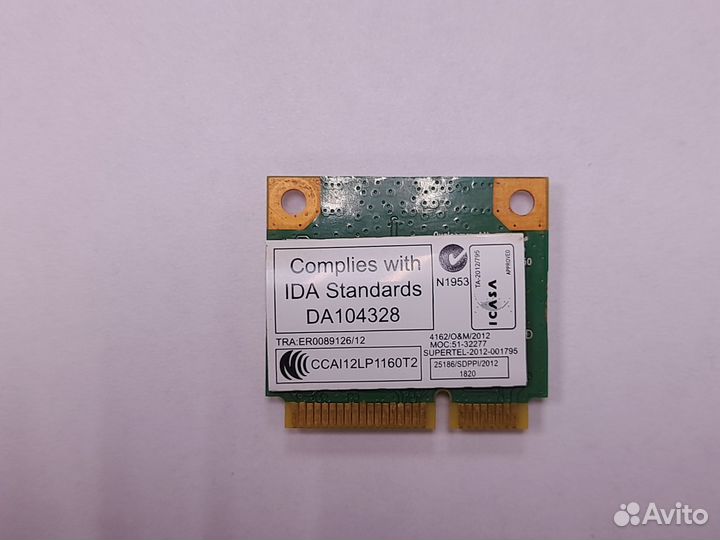 Complies with
IDA Standards
DA104328
N1953
TA-2012/795
APPROVED
ICASA
TRA:ER0089126/12
4162/O&M/2012
MOC:51-32277
SUPERTEL-2012-001795
CCAI12LP1160T2
25186/SDPPI/2012
1820
Avito